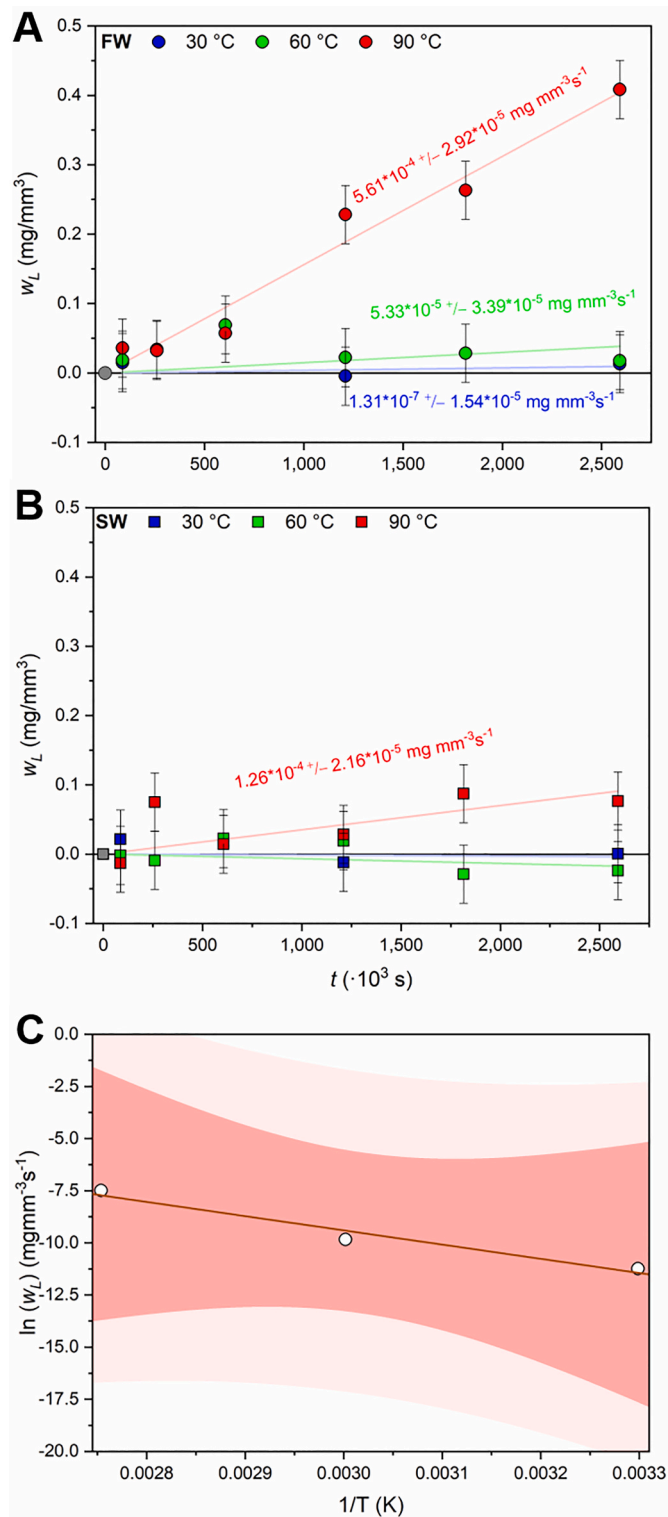 A
FW 30 °C 60 °C 90 °C
0.5
0.4
0.3
0.2
0.1
0.0
-0.1
w_L (mg/mm³)
5.61*10⁻⁴ +/− 2.92*10⁻⁵ mg mm⁻³s⁻¹
5.33*10⁻⁵ +/− 3.39*10⁻⁵ mg mm⁻³s⁻¹
1.31*10⁻⁷ +/− 1.54*10⁻⁵ mg mm⁻³s⁻¹
0 500 1,000 1,500 2,000 2,500
B
SW 30 °C 60 °C 90 °C
0.5
0.4
0.3
0.2
0.1
0.0
-0.1
w_L (mg/mm³)
1.26*10⁻⁴ +/− 2.16*10⁻⁵ mg mm⁻³s⁻¹
0 500 1,000 1,500 2,000 2,500
t (·10³ s)
C
0.0
-2.5
-5.0
-7.5
-10.0
-12.5
-15.0
-17.5
-20.0
ln (w_L) (mgmm⁻³s⁻¹)
0.0028 0.0029 0.0030 0.0031 0.0032 0.0033
1/T (K)